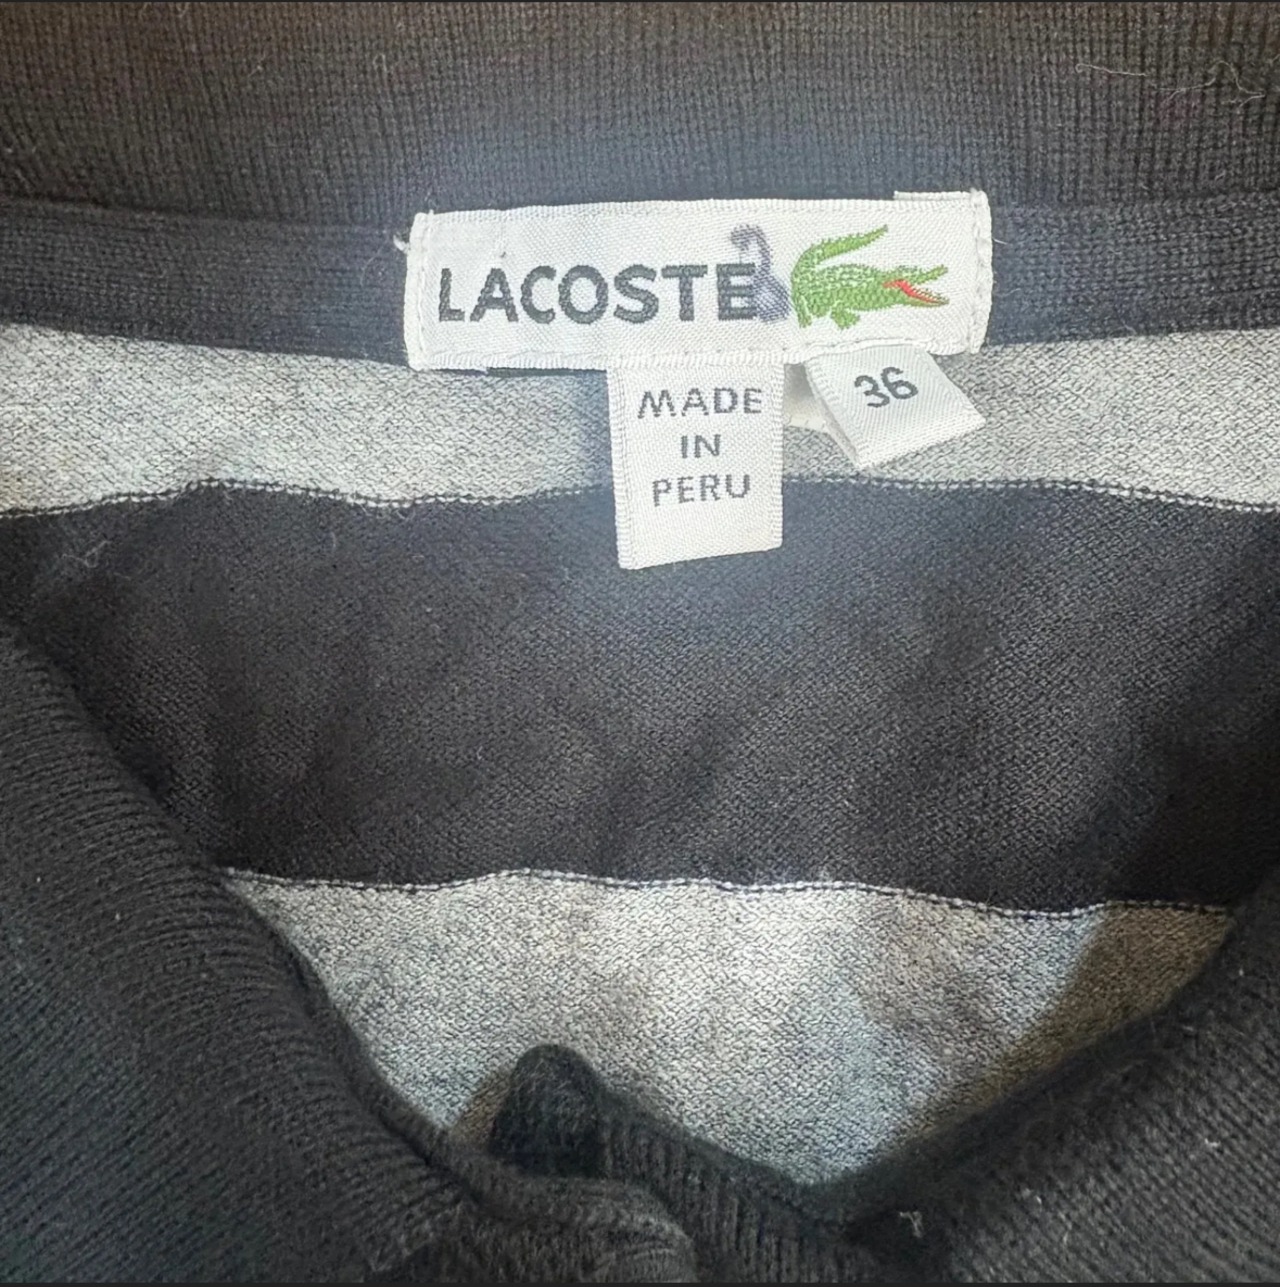 LACOSTE
36
MADE
IN
PERU